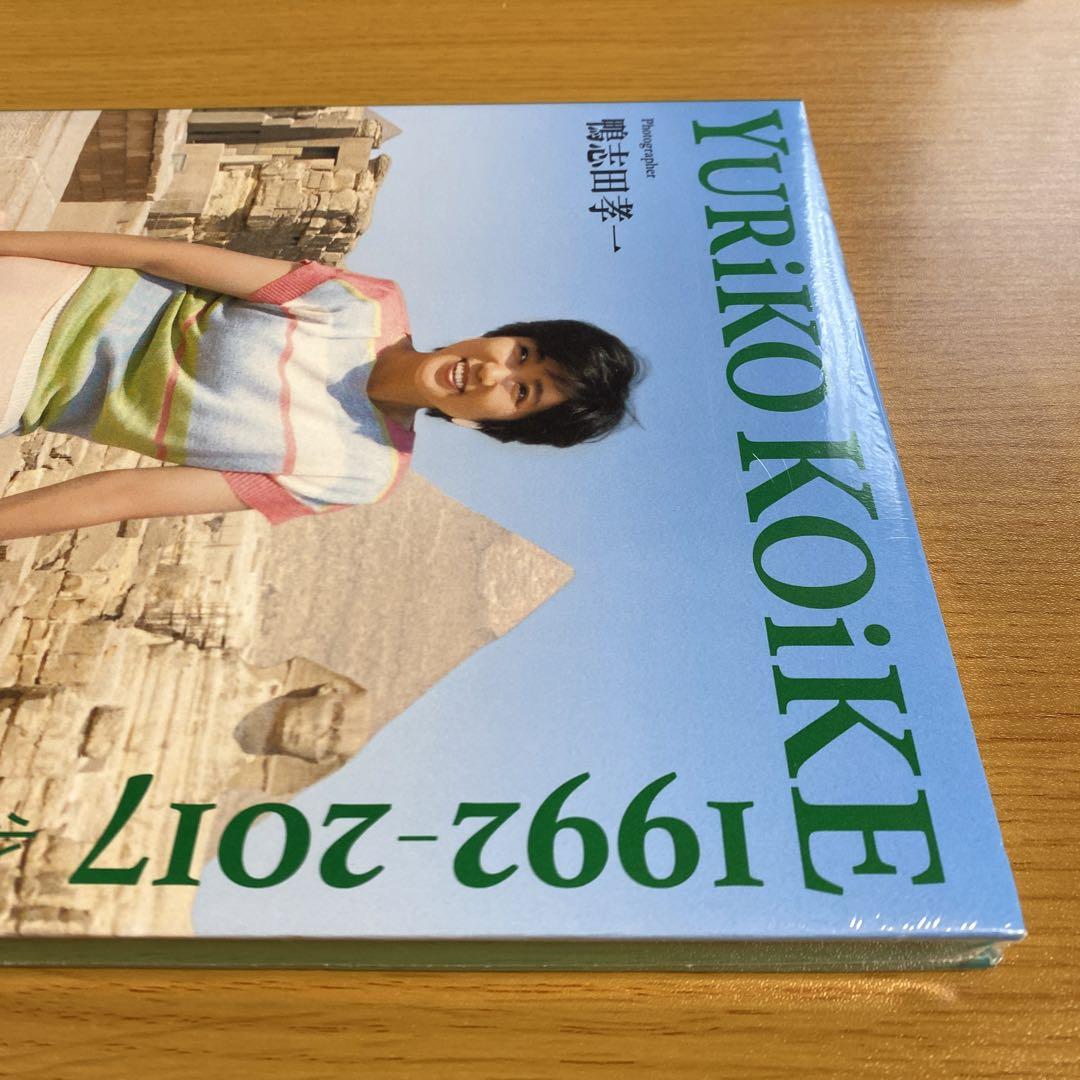 YURiKO KOiKE
1992-2017
Photographer
鴨志田孝一